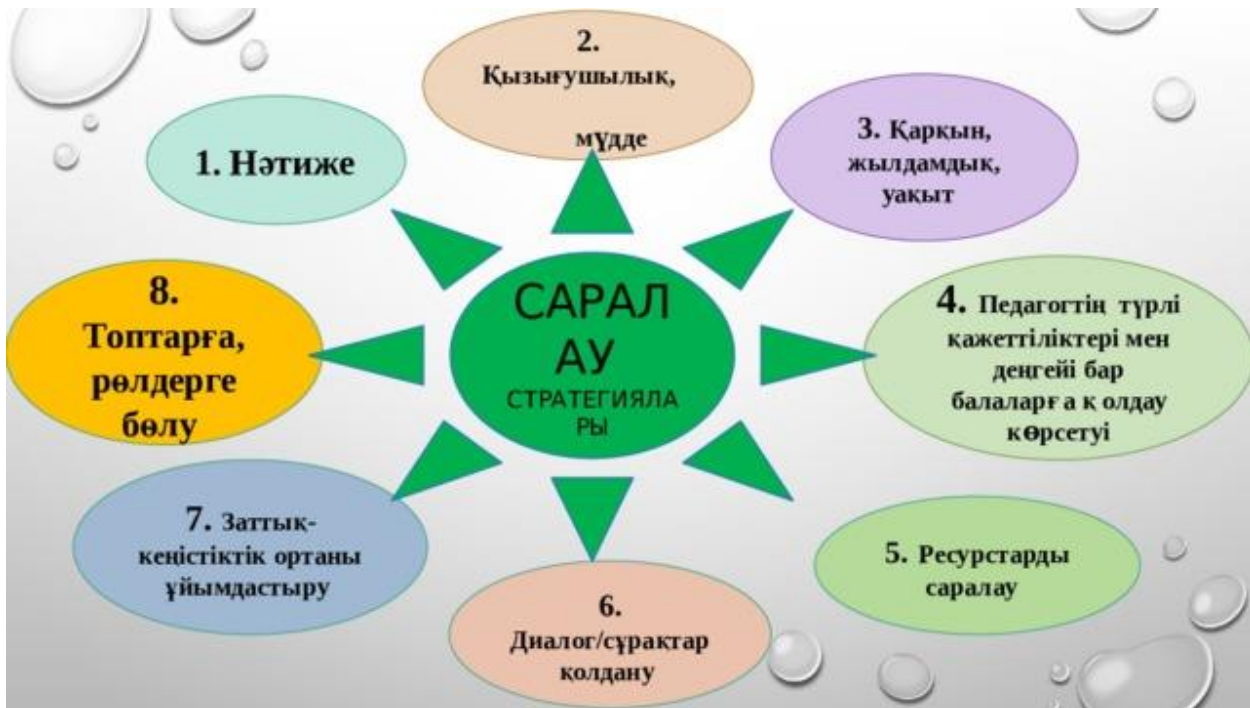 1. Нәтиже
2.
Қызығушылық,
мүдде
3. Қарқын,
жылдамдық,
уақыт
4. Педагогтің түрлі
қажеттіліктері мен
деңгейі бар
балаларға қ олдау
көрсетуі
5. Ресурстарды
саралау
6.
Диалог/сұрақтар
қолдану
7. Заттық-
кеңістіктік ортаны
ұйымдастыру
8.
Топтарға,
рөлдерге
бөлу
САРАЛ
АУ
СТРАТЕГИЯЛА
РЫ